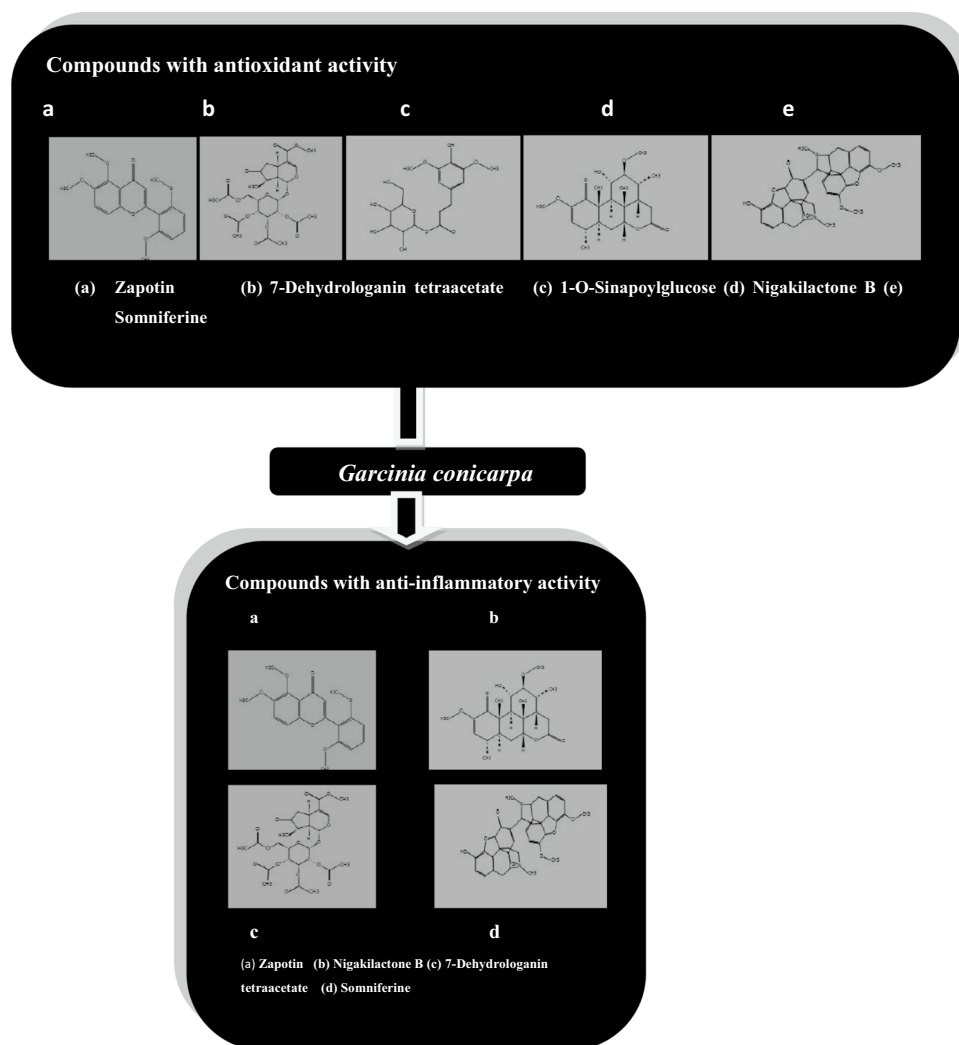 Compounds with antioxidant activity
a b c d e
(a) Zapotin (b) 7-Dehydrologanin tetraacetate (c) 1-O-Sinapoylglucose (d) Nigakilactone B (e)
Somniferine
Garcinia conicarpa
Compounds with anti-inflammatory activity
a b
c d
(a) Zapotin (b) Nigakilactone B (c) 7-Dehydrologanin
tetraacetate (d) Somniferine